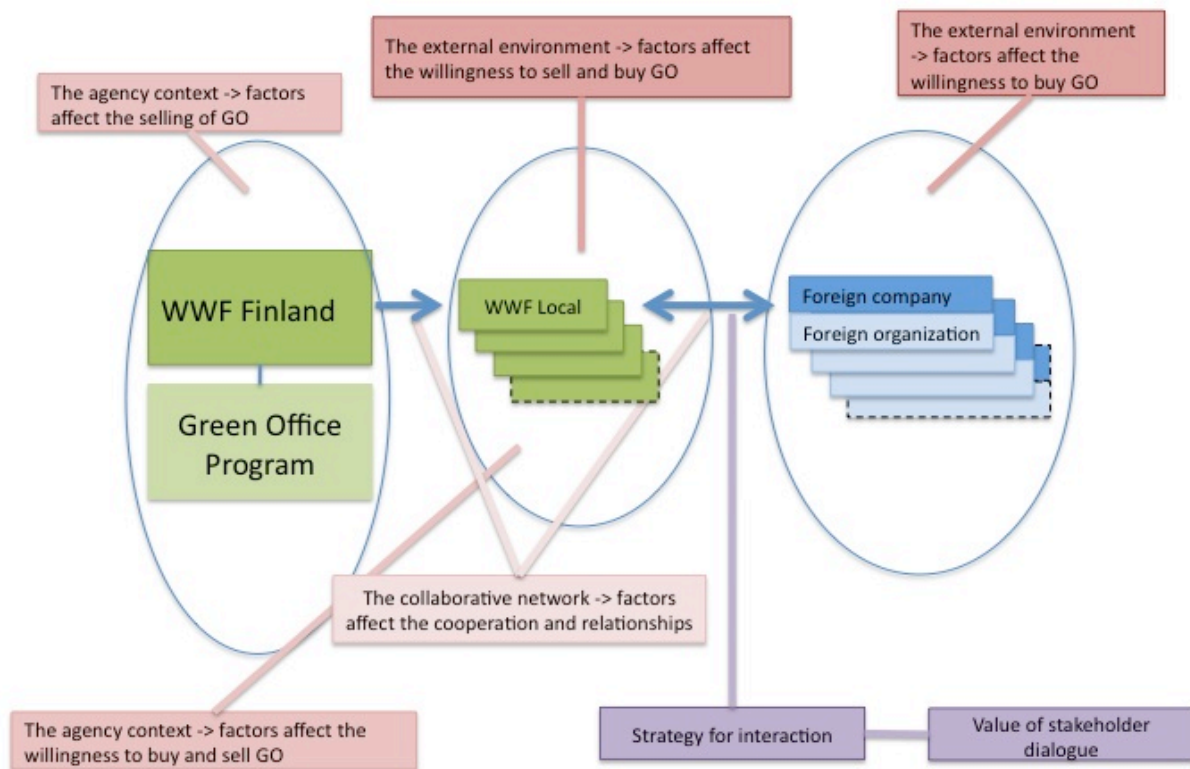 The external environment -> factors affect
the willingness to sell and buy GO
The external environment
-> factors affect the
willingness to buy GO
The agency context -> factors
affect the selling of GO
WWF Finland
Green Office
Program
WWF Local
Foreign company
Foreign organization
The collaborative network -> factors
affect the cooperation and relationships
The agency context -> factors affect the
willingness to buy and sell GO
Strategy for interaction
Value of stakeholder
dialogue